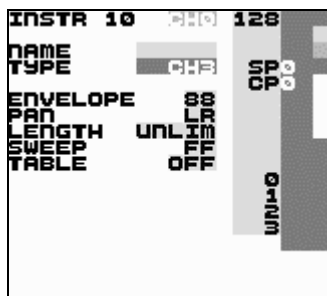 INSTR 10 CH0 128
NAME
TYPE CH3 SP0
CP0
ENVELOPE 88
PAN LR
LENGTH UNLIM
SWEEP FF
TABLE OFF
0
1
2
3